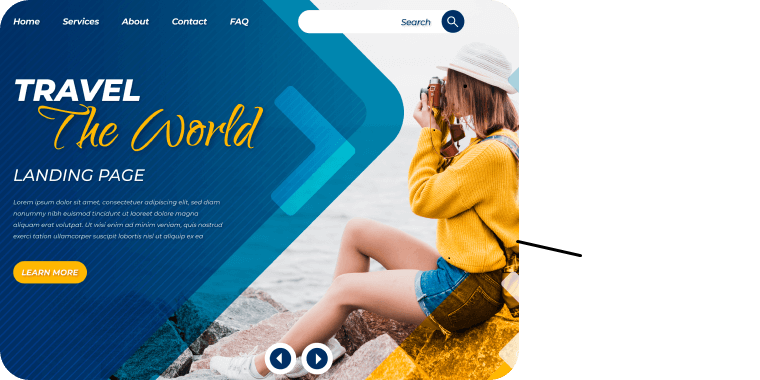 Home Services About Contact FAQ Search
TRAVEL
The World
LANDING PAGE
Lorem ipsum dolor sit amet, consectetuer adipiscing elit, sed diam
nonummy nibh euismod tincidunt ut laoreet dolore magna
aliquam erat volutpat. Ut wisi enim ad minim veniam, quis nostrud
exerci tation ullamcorper suscipit lobortis nisl ut aliquip ex ea
LEARN MORE